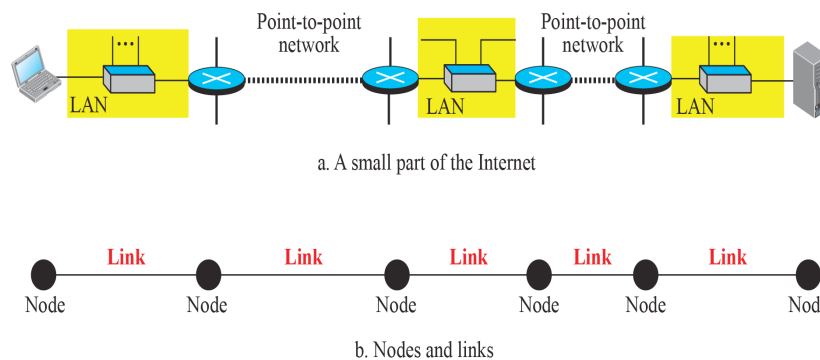 Point-to-point
network
Point-to-point
network
LAN
LAN
LAN
a. A small part of the Internet
Link
Link
Link
Link
Link
Node
Node
Node
Node
Node
Nod
b. Nodes and links